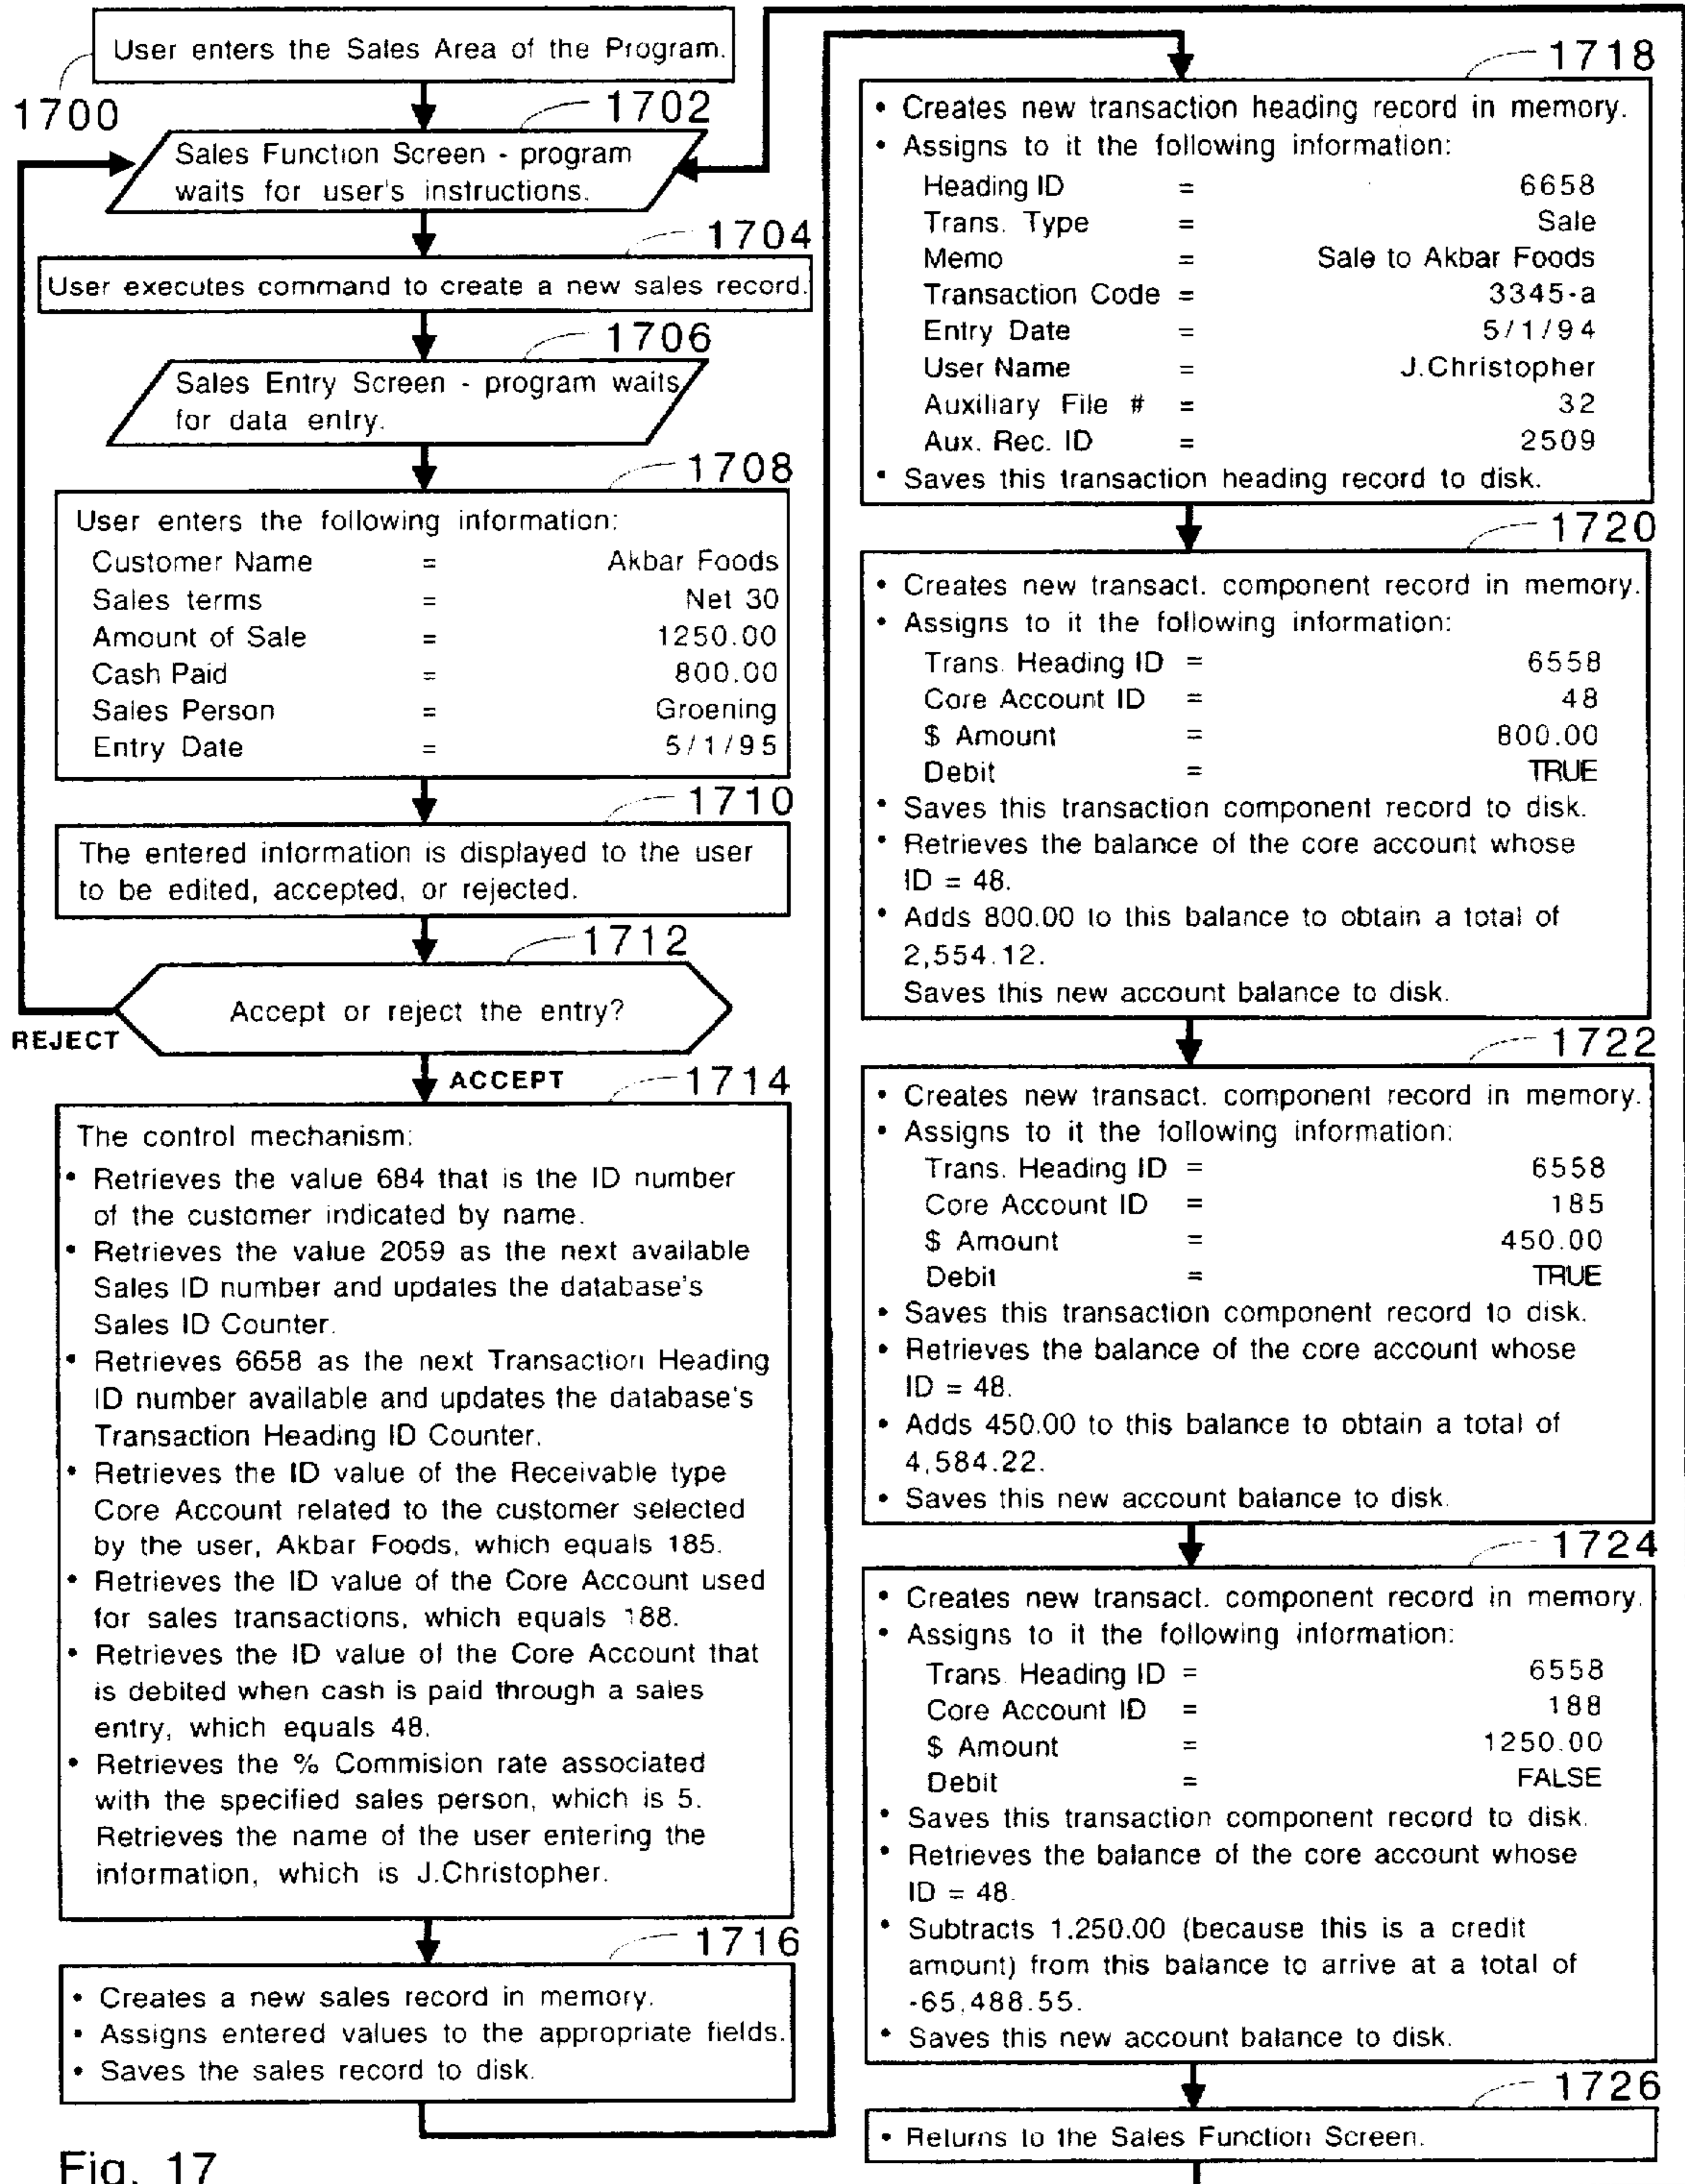 User enters the Sales Area of the Program.
1700
1702
Sales Function Screen - program
waits for user's instructions.
1704
User executes command to create a new sales record.
1706
Sales Entry Screen - program waits
for data entry.
1708
User enters the following information:
Customer Name = Akbar Foods
Sales terms = Net 30
Amount of Sale = 1250.00
Cash Paid = 800.00
Sales Person = Groening
Entry Date = 5/1/95
1710
The entered information is displayed to the user
to be edited, accepted, or rejected.
1712
Accept or reject the entry?
REJECT
ACCEPT
1714
The control mechanism:
• Retrieves the value 684 that is the ID number
of the customer indicated by name.
• Retrieves the value 2059 as the next available
Sales ID number and updates the database's
Sales ID Counter.
• Retrieves 6658 as the next Transaction Heading
ID number available and updates the database's
Transaction Heading ID Counter.
• Retrieves the ID value of the Receivable type
Core Account related to the customer selected
by the user, Akbar Foods, which equals 185.
• Retrieves the ID value of the Core Account used
for sales transactions, which equals 188.
• Retrieves the ID value of the Core Account that
is debited when cash is paid through a sales
entry, which equals 48.
• Retrieves the % Commision rate associated
with the specified sales person, which is 5.
Retrieves the name of the user entering the
information, which is J.Christopher.
1716
• Creates a new sales record in memory.
• Assigns entered values to the appropriate fields.
• Saves the sales record to disk.
Fig. 17
1718
• Creates new transaction heading record in memory.
• Assigns to it the following information:
Heading ID = 6658
Trans. Type = Sale
Memo = Sale to Akbar Foods
Transaction Code = 3345-a
Entry Date = 5/1/94
User Name = J.Christopher
Auxiliary File # = 32
Aux. Rec. ID = 2509
• Saves this transaction heading record to disk.
1720
• Creates new transact. component record in memory.
• Assigns to it the following information:
Trans. Heading ID = 6558
Core Account ID = 48
$ Amount = 800.00
Debit = TRUE
• Saves this transaction component record to disk.
• Retrieves the balance of the core account whose
ID = 48.
• Adds 800.00 to this balance to obtain a total of
2,554.12.
Saves this new account balance to disk.
1722
• Creates new transact. component record in memory.
• Assigns to it the following information:
Trans. Heading ID = 6558
Core Account ID = 185
$ Amount = 450.00
Debit = TRUE
• Saves this transaction component record to disk.
• Retrieves the balance of the core account whose
ID = 48.
• Adds 450.00 to this balance to obtain a total of
4,584.22.
• Saves this new account balance to disk.
1724
• Creates new transact. component record in memory.
• Assigns to it the following information:
Trans. Heading ID = 6558
Core Account ID = 188
$ Amount = 1250.00
Debit = FALSE
• Saves this transaction component record to disk.
• Retrieves the balance of the core account whose
ID = 48.
• Subtracts 1.250.00 (because this is a credit
amount) from this balance to arrive at a total of
-65,488.55.
• Saves this new account balance to disk.
1726
• Returns to the Sales Function Screen.